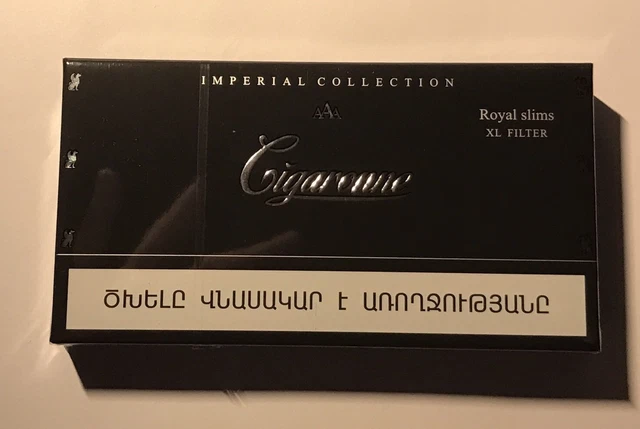 IMPERIAL COLLECTION
AAA
Royal slims
XL FILTER
Cigaronne
ԾԽԵԼԸ ՎՆԱՍԱԿԱՐ Է ԱՌՈՂՋՈՒԹՅԱՆԸ